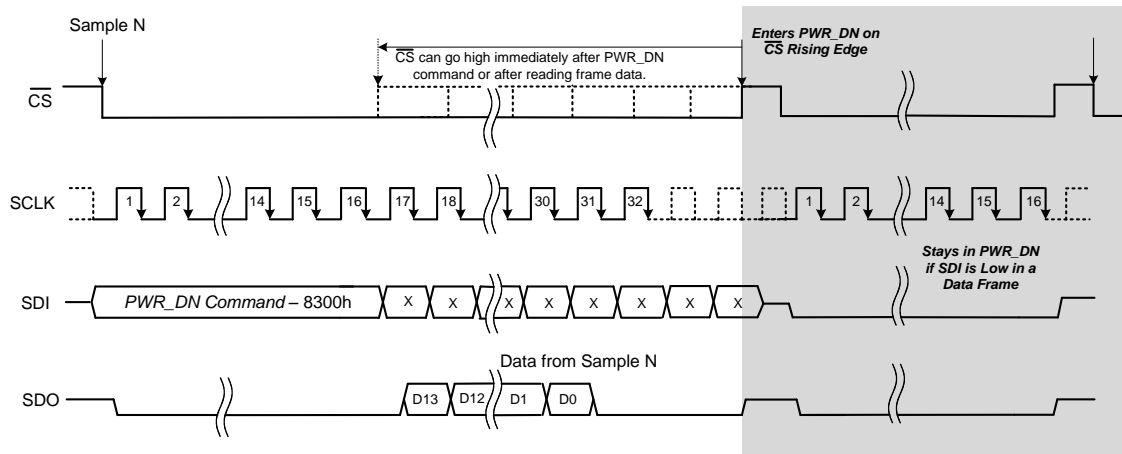 Sample N
Enters PWR_DN on
CS Rising Edge
CS can go high immediately after PWR_DN
command or after reading frame data.
CS
SCLK
1 2 14 15 16 17 18 30 31 32 1 2 14 15 16
Stays in PWR_DN
if SDI is Low in a
Data Frame
SDI
PWR_DN Command – 8300h X X X X X X X X
Data from Sample N
SDO
D13 D12 D1 D0